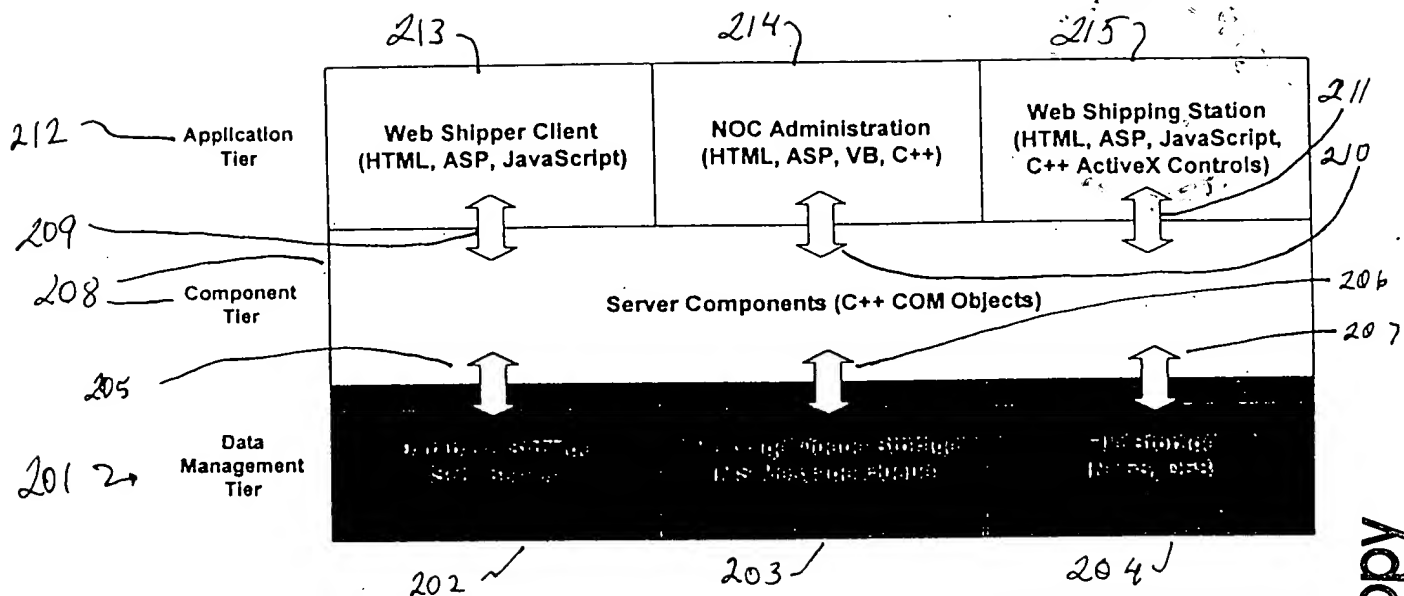 213
214
215
211
212
Application
Tier
Web Shipper Client
(HTML, ASP, JavaScript)
NOC Administration
(HTML, ASP, VB, C++)
Web Shipping Station
(HTML, ASP, JavaScript,
C++ ActiveX Controls)
210
209
208
Component
Tier
Server Components (C++ COM Objects)
206
207
205
201
Data
Management
Tier
202
203
204
opy